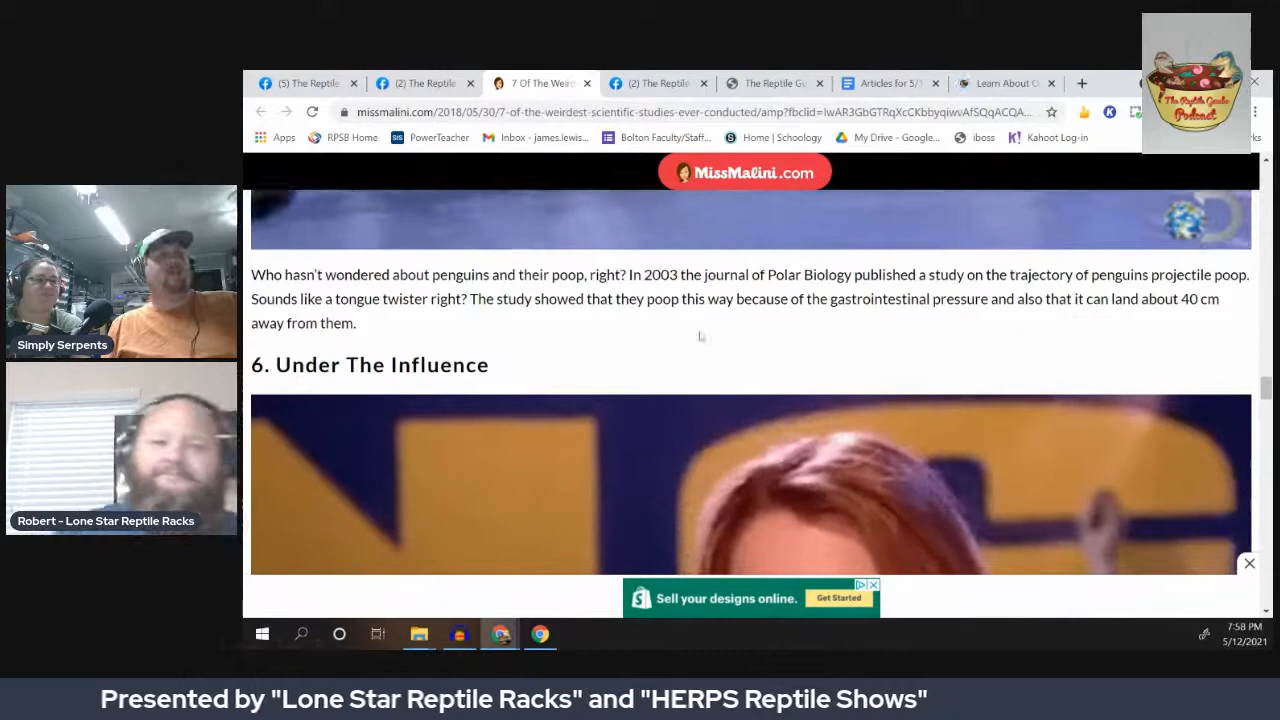 (5) The Reptile
(2) The Reptile
7 Of The Weird
(2) The Reptile
The Reptile Gu
Articles for 5/1
Learn About O
missmalini.com/2018/05/30/7-of-the-weirdest-scientific-studies-ever-conducted/amp?fbclid=IwAR3GbGTRqXcCKbbyqiwvAfSQqACQA...
Apps
RPSB Home
SIS PowerTeacher
Inbox - james.lewis...
Bolton Faculty/Staff...
Home | Schoology
My Drive - Google...
iboss
K! Kahoot Log-in
The Reptile Gumbo
Podcast
MissMalini.com
Who hasn't wondered about penguins and their poop, right? In 2003 the journal of Polar Biology published a study on the trajectory of penguins projectile poop.
Sounds like a tongue twister right? The study showed that they poop this way because of the gastrointestinal pressure and also that it can land about 40 cm
away from them.
6. Under The Influence
Simply Serpents
Robert - Lone Star Reptile Racks
Sell your designs online.
Get Started
7:58 PM
5/12/2021
Presented by "Lone Star Reptile Racks" and "HERPS Reptile Shows"